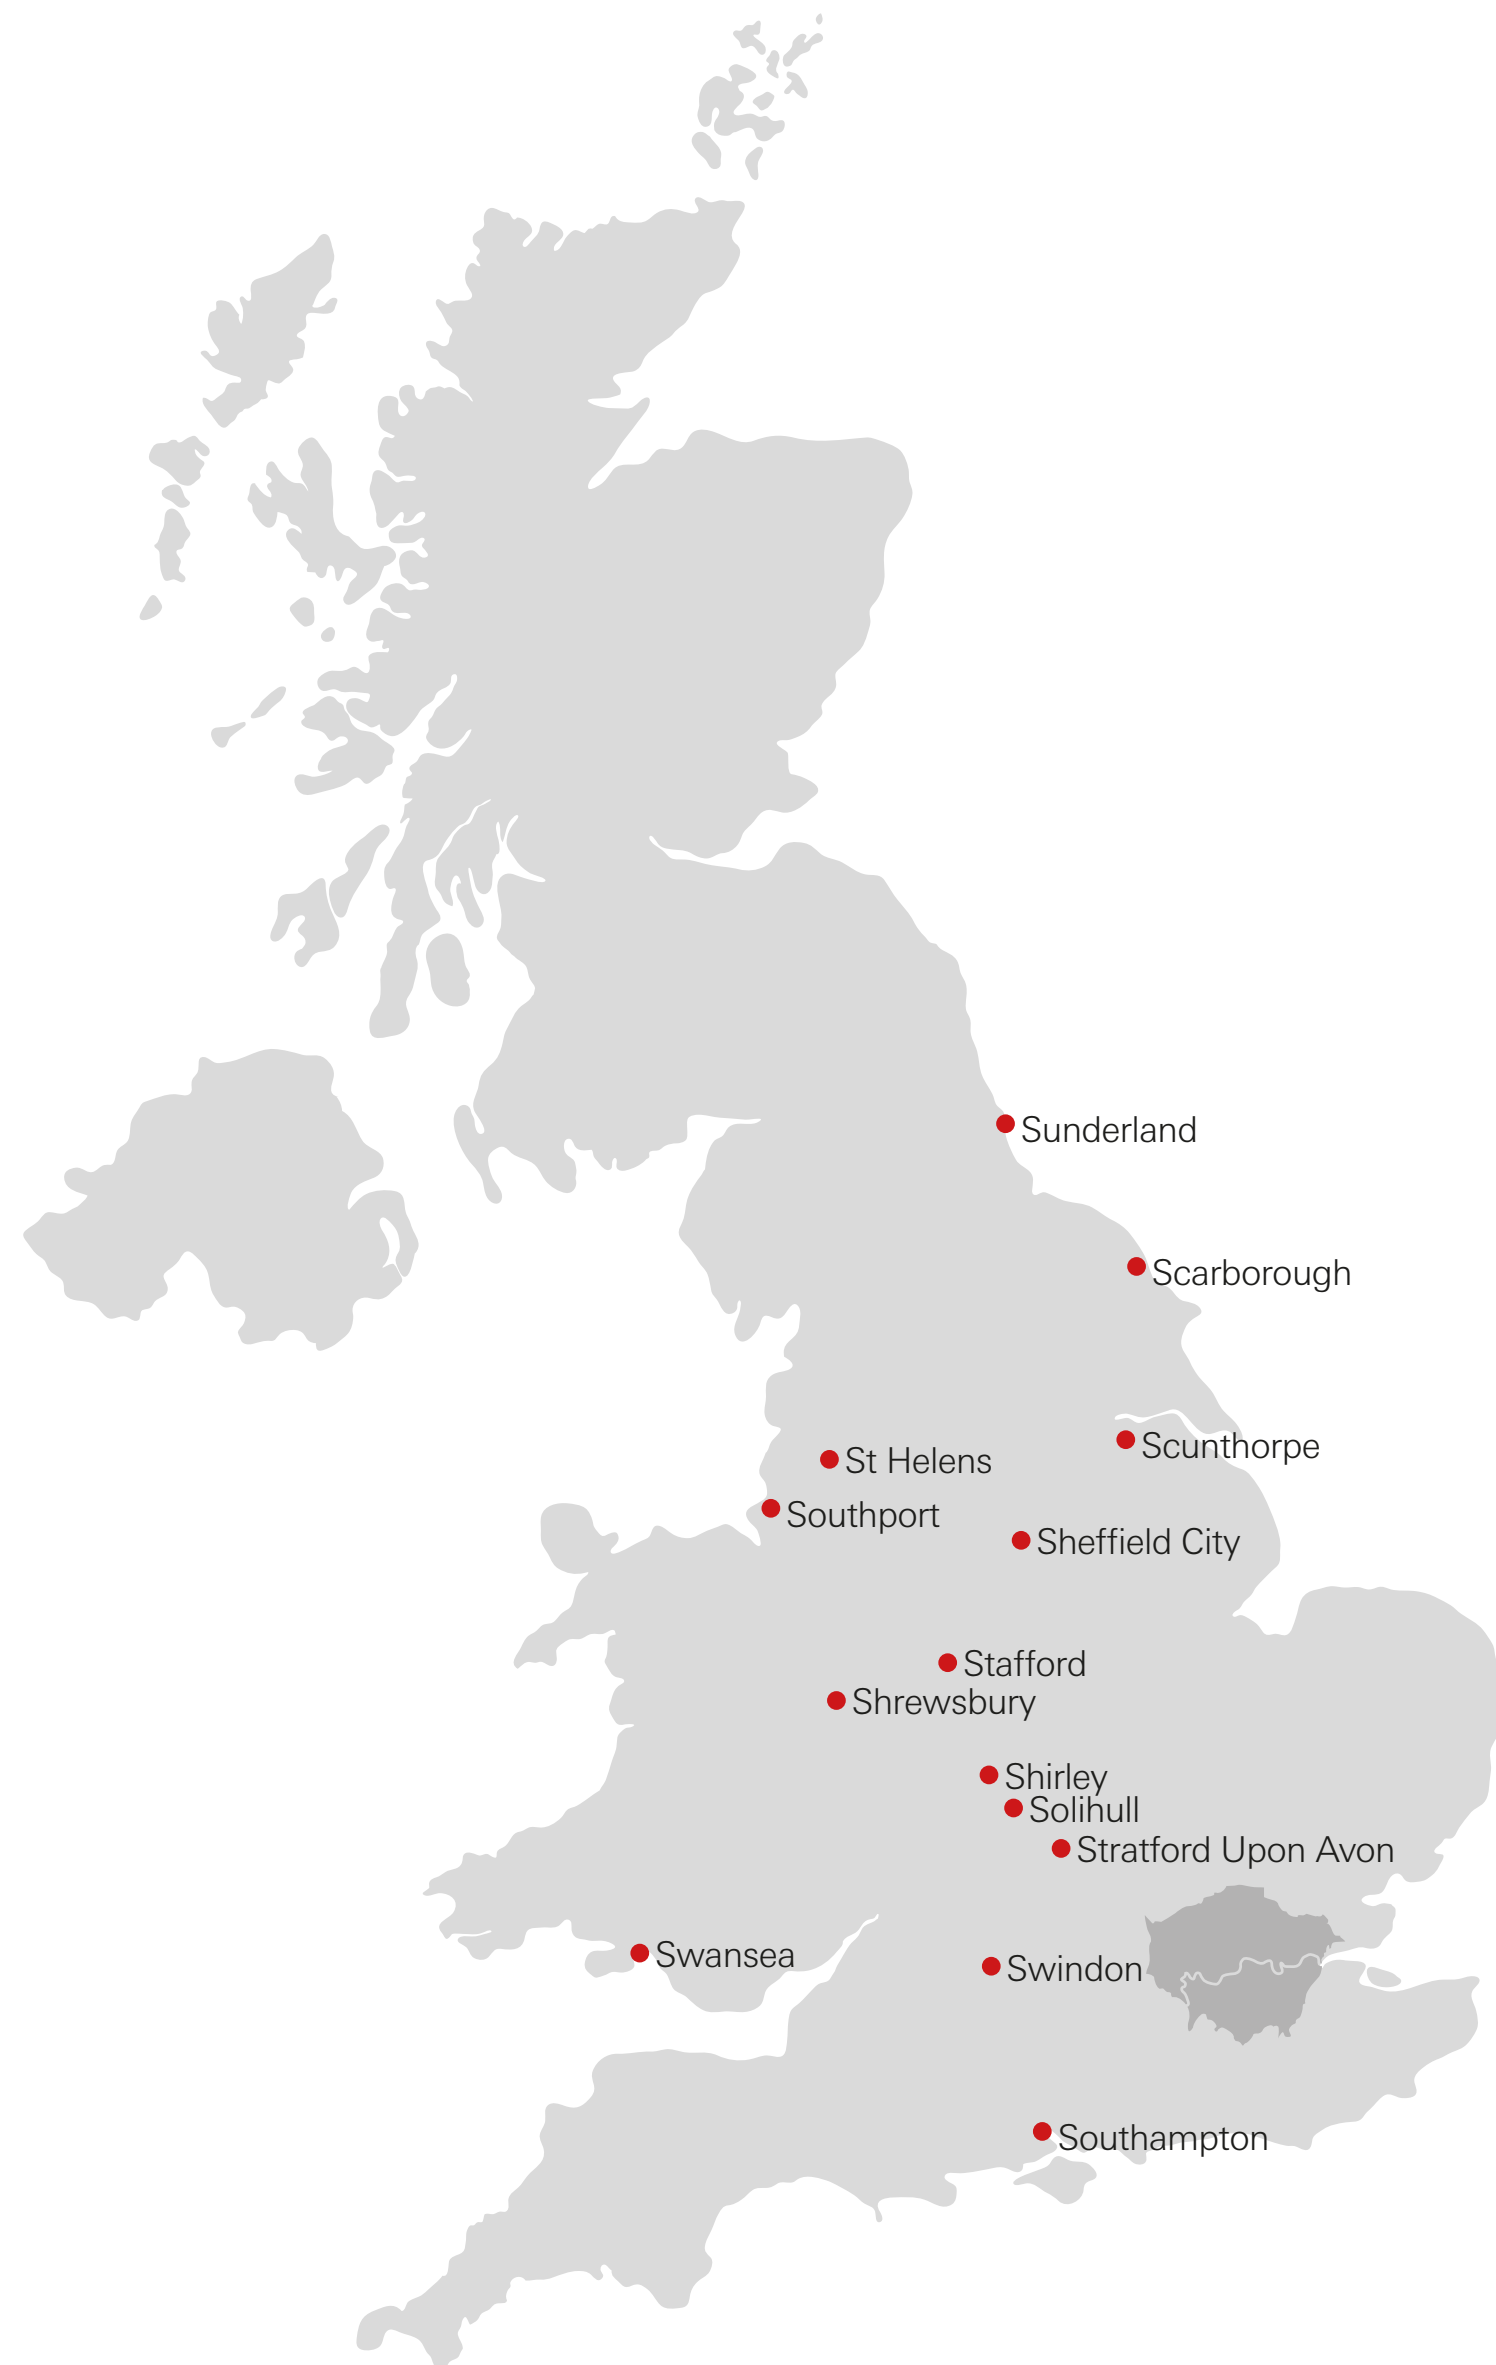 Sunderland
Scarborough
Scunthorpe
St Helens
Southport
Sheffield City
Stafford
Shrewsbury
Shirley
Solihull
Stratford Upon Avon
Swansea
Swindon
Southampton